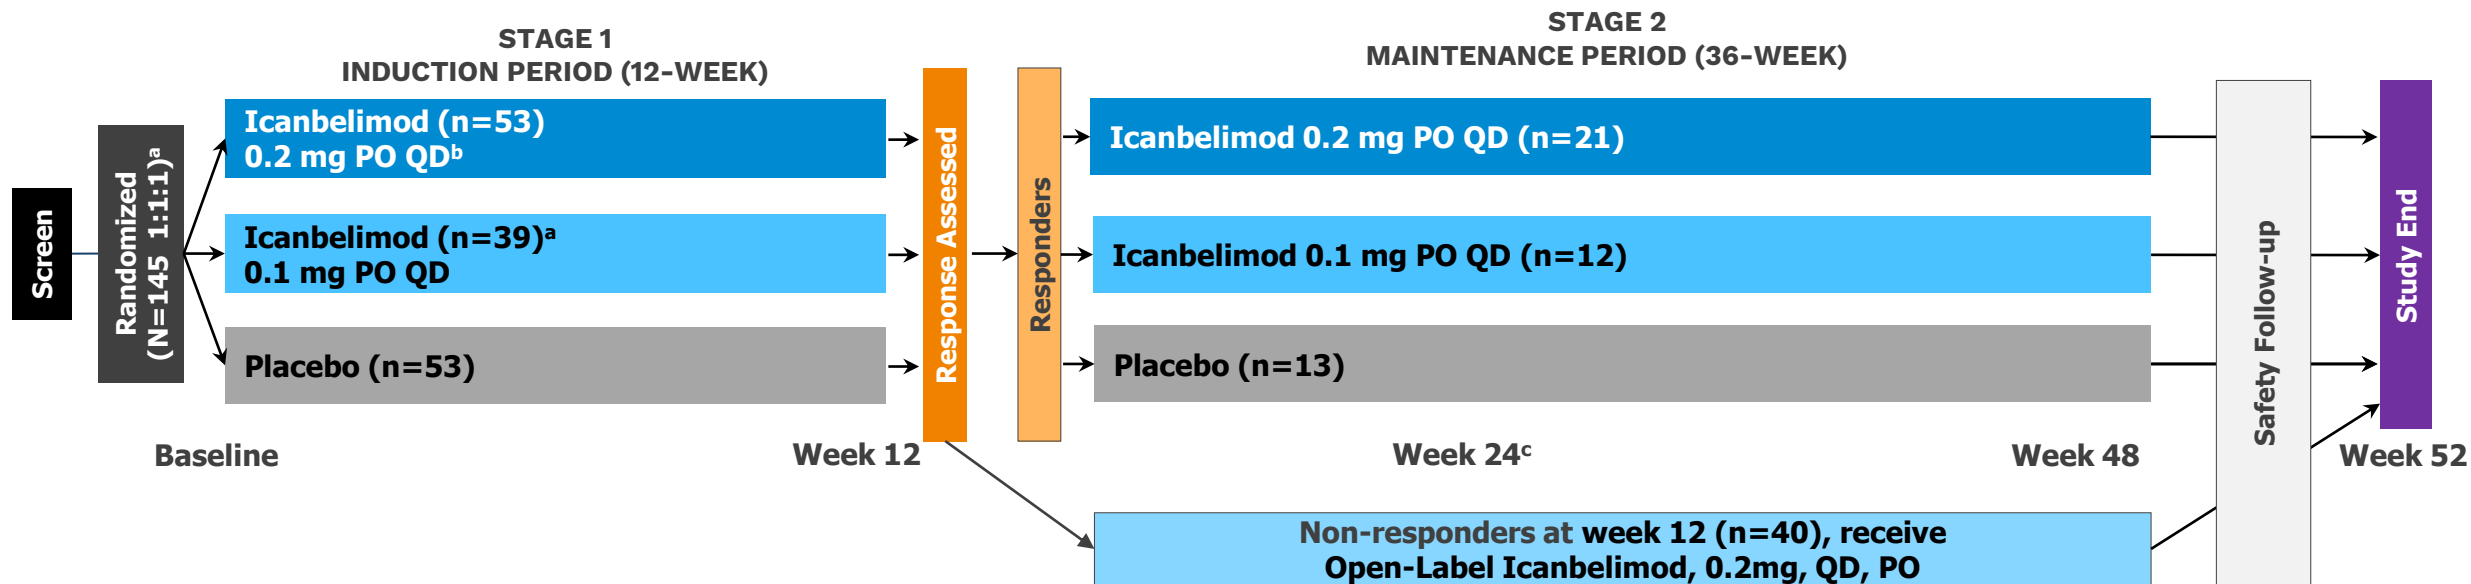 STAGE 1
INDUCTION PERIOD (12-WEEK)
STAGE 2
MAINTENANCE PERIOD (36-WEEK)
Screen
Randomized
(N=145 1:1:1)ᵃ
Icanbelimod (n=53)
0.2 mg PO QDᵇ
Icanbelimod (n=39)ᵃ
0.1 mg PO QD
Placebo (n=53)
Response Assessed
Responders
Icanbelimod 0.2 mg PO QD (n=21)
Icanbelimod 0.1 mg PO QD (n=12)
Placebo (n=13)
Safety Follow-up
Study End
Baseline
Week 12
Week 24ᶜ
Week 48
Week 52
Non-responders at week 12 (n=40), receive
Open-Label Icanbelimod, 0.2mg, QD, PO